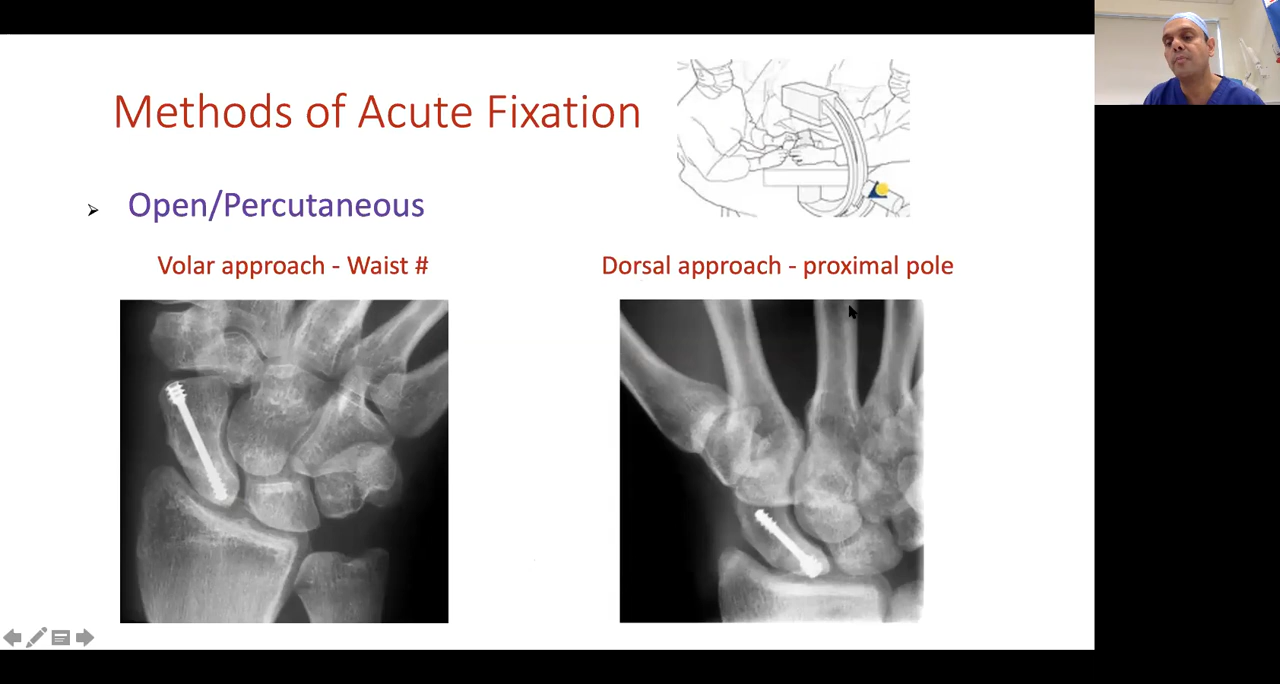 Methods of Acute Fixation
Open/Percutaneous
Volar approach - Waist #
Dorsal approach - proximal pole